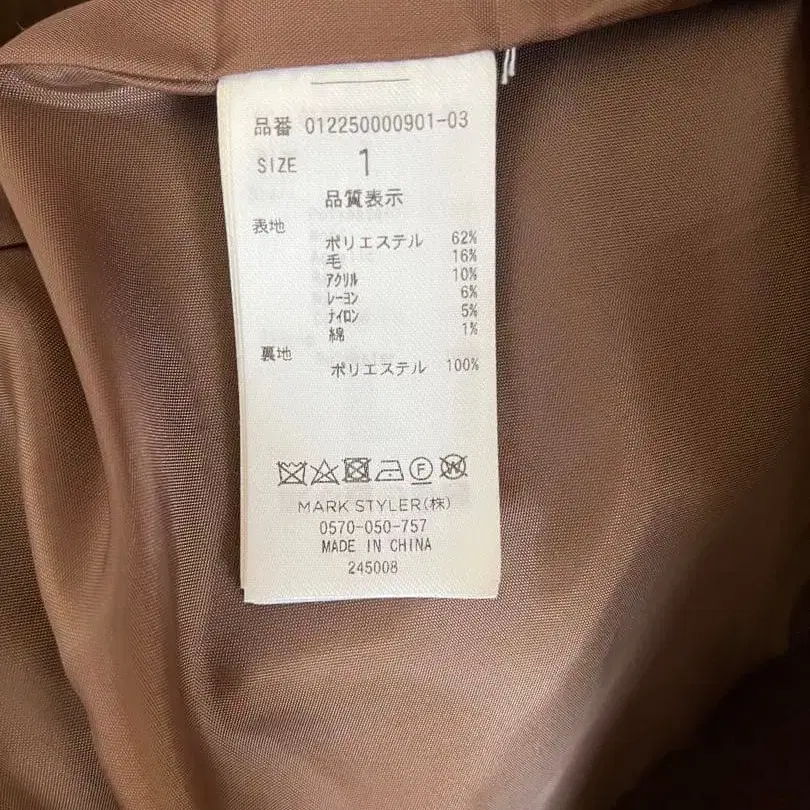 品番 012250000901-03
SIZE 1
品質表示
表地
ポリエステル 62%
毛 16%
アクリル 10%
レーヨン 6%
ナイロン 5%
綿 1%
裏地
ポリエステル 100%
F W
MARK STYLER(株)
0570-050-757
MADE IN CHINA
245008